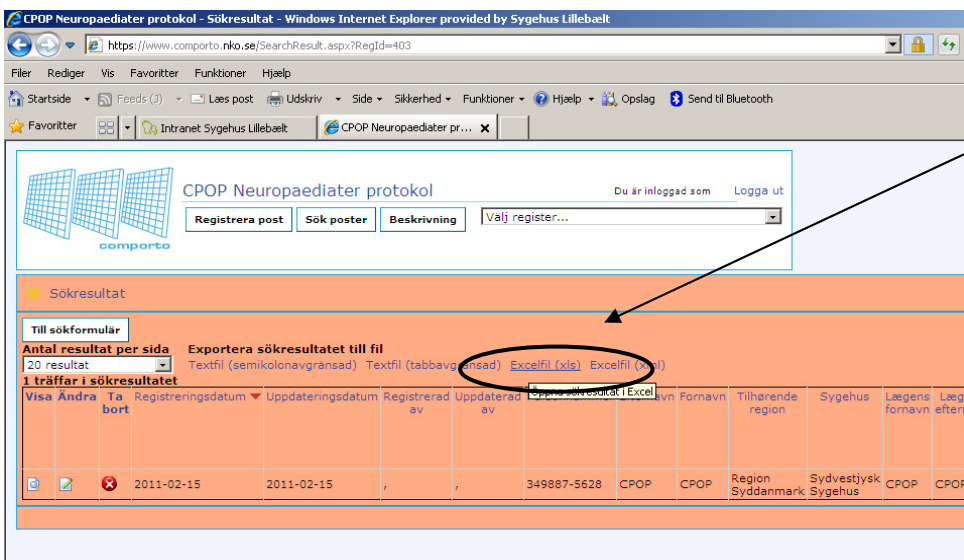 CPOP Neuropaediater protokol - Sökresultat - Windows Internet Explorer provided by Sygehus Lillebælt
https://www.comporto.nko.se/SearchResult.aspx?RegId=403
Filer Rediger Vis Favoritter Funktioner Hjælp
Startside Feeds (J) Læs post Udskriv Side Sikkerhed Funktioner Hjælp Opslag Send til Bluetooth
Favoritter Intranet Sygehus Lillebælt CPOP Neuropaediater pr... X
CPOP Neuropaediater protokol Du är inloggad som Logga ut
Registrera post Sök poster Beskrivning Välj register...
comporto
Sökresultat
Till sökformulär
Antal resultat per sida Exportera sökresultatet till fil
20 resultat Textfil (semikolonavgränsad) Textfil (tabbavgränsad) Excelfil (xls) Excelfil (xml)
1 träffar i sökresultatet
Öppna sökresultat i Excel
Visa Ändra Ta Registreringsdatum Uppdateringsdatum Registrerad Uppdaterad Fornavn Tilhørende Sygehus Lægens Læg
bort av av region fornavn eftern
2011-02-15 2011-02-15 , , 349887-5628 CPOP CPOP Region Sydvestjysk CPOP CPOP
Syddanmark Sygehus